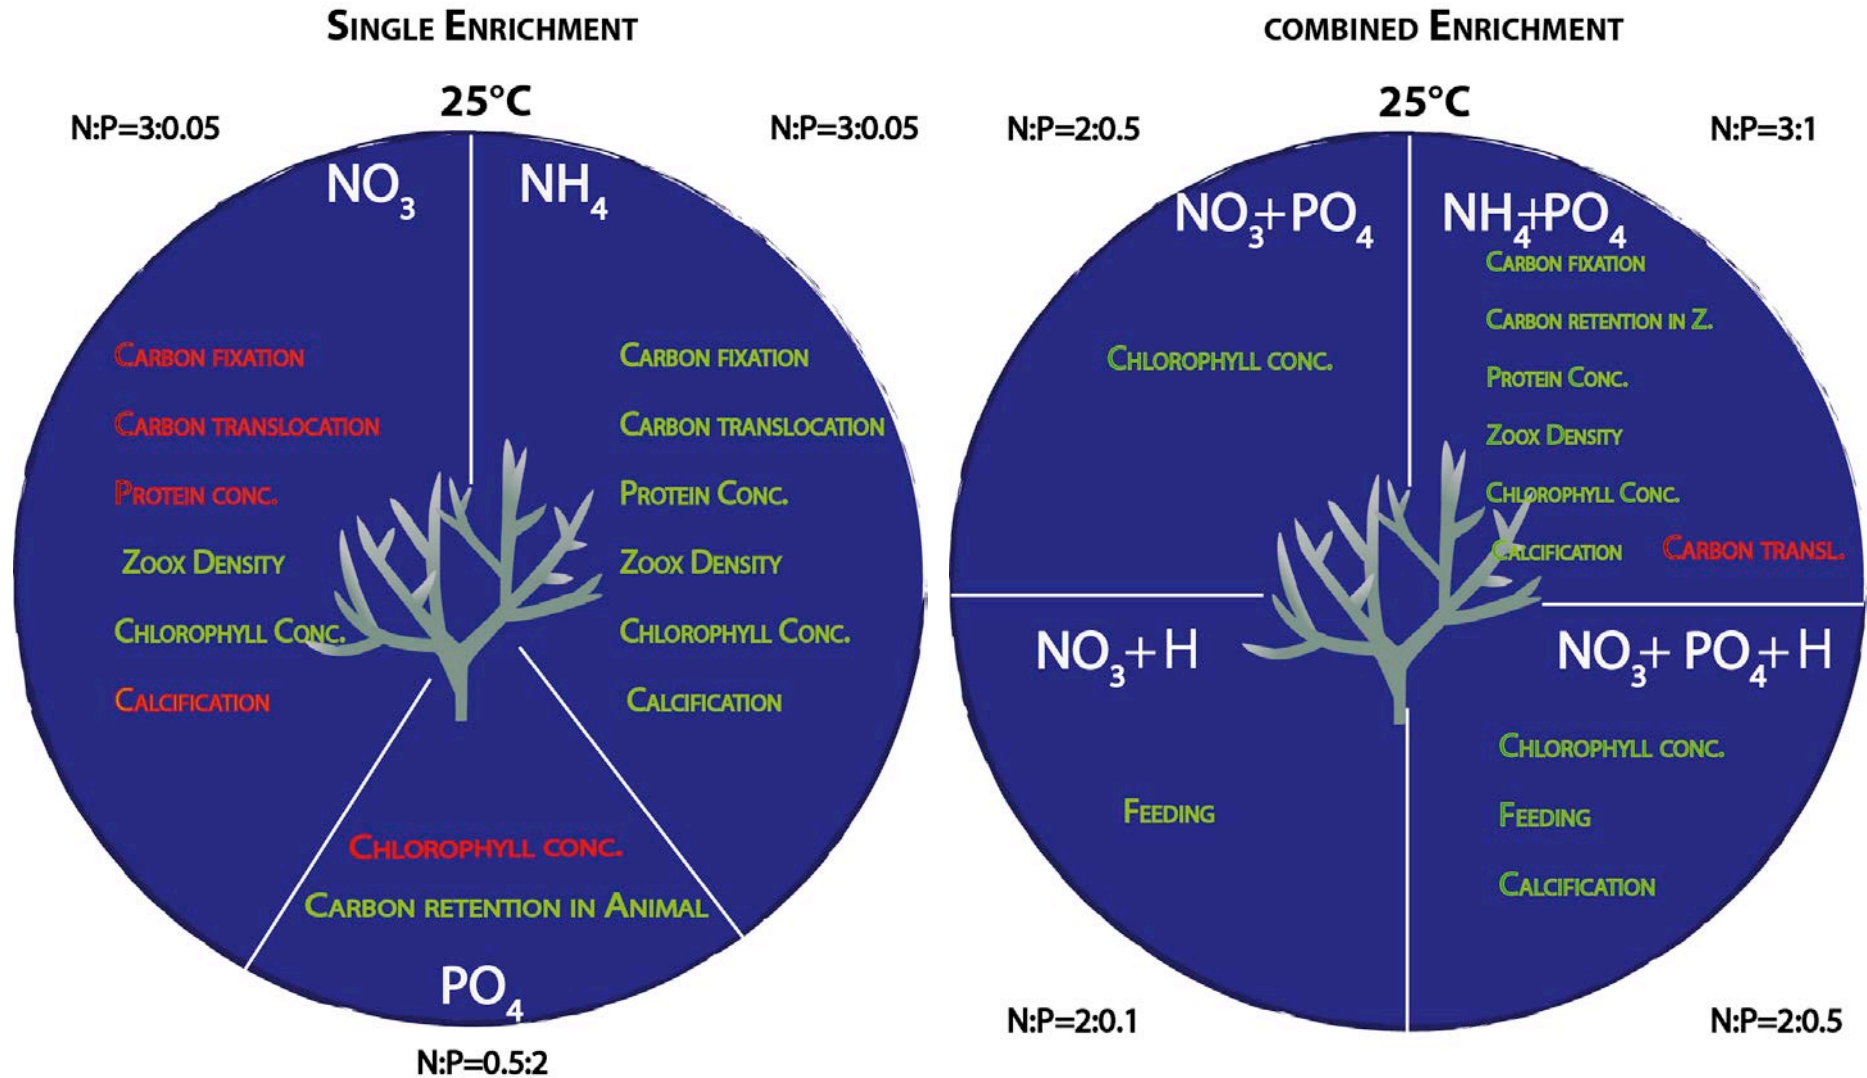 SINGLE ENRICHMENT
25°C
N:P=3:0.05
N:P=3:0.05
NO3
NH4
CARBON FIXATION
CARBON TRANSLOCATION
PROTEIN CONC.
ZOOX DENSITY
CHLOROPHYLL CONC.
CALCIFICATION
CARBON FIXATION
CARBON TRANSLOCATION
PROTEIN CONC.
ZOOX DENSITY
CHLOROPHYLL CONC.
CALCIFICATION
CHLOROPHYLL CONC.
CARBON RETENTION IN ANIMAL
PO4
N:P=0.5:2
COMBINED ENRICHMENT
25°C
N:P=2:0.5
N:P=3:1
NO3+PO4
CHLOROPHYLL CONC.
NH4+PO4
CARBON FIXATION
CARBON RETENTION IN Z.
PROTEIN CONC.
ZOOX DENSITY
CHLOROPHYLL CONC.
CALCIFICATION CARBON TRANSL.
NO3+H
FEEDING
NO3+ PO4+H
CHLOROPHYLL CONC.
FEEDING
CALCIFICATION
N:P=2:0.1
N:P=2:0.5